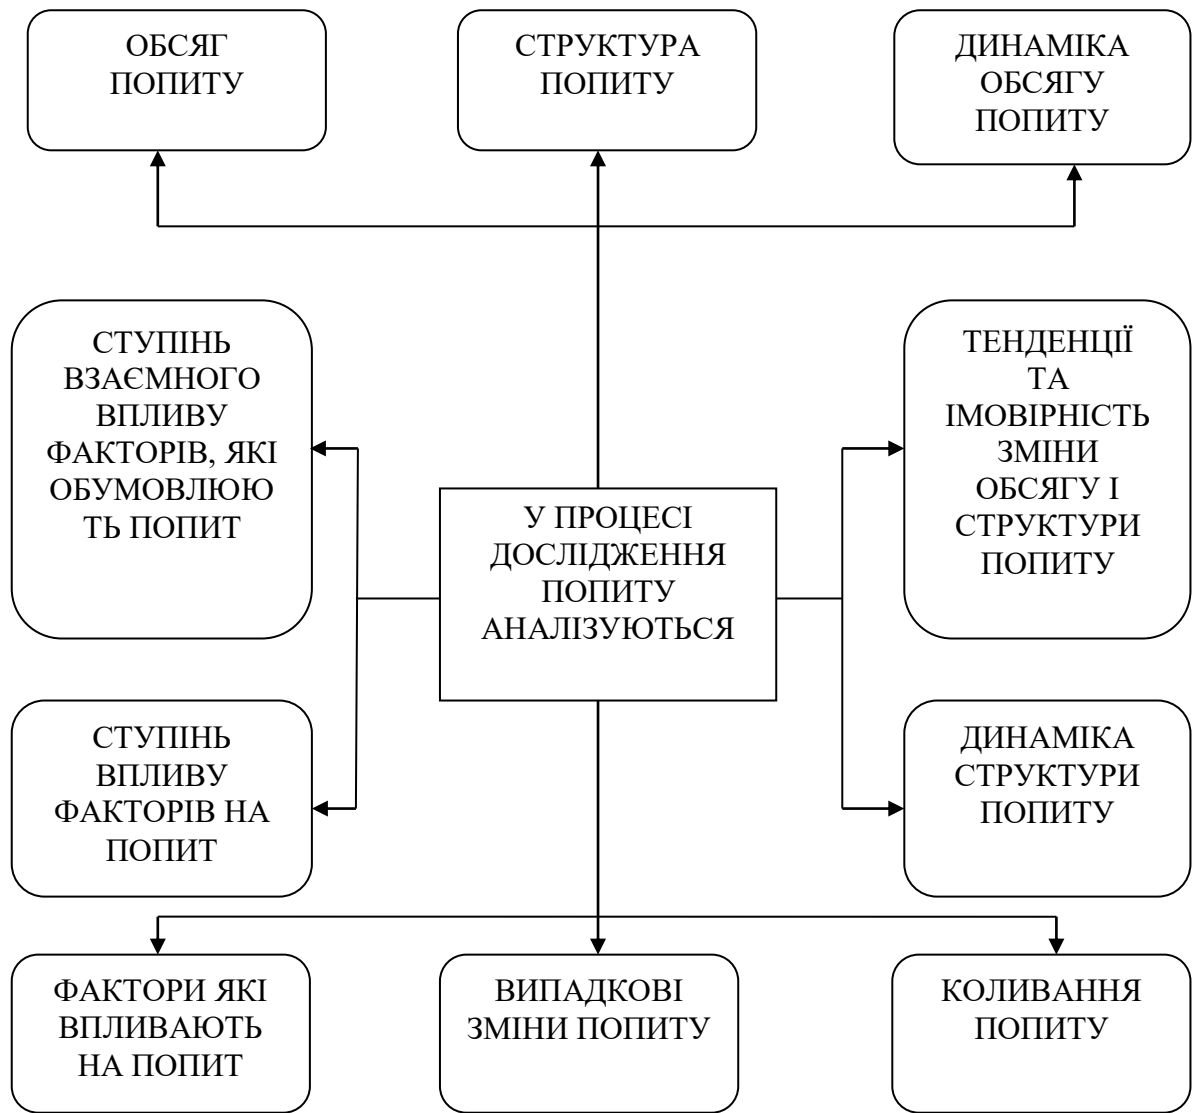 ОБСЯГ
ПОПИТУ
СТРУКТУРА
ПОПИТУ
ДИНАМІКА
ОБСЯГУ
ПОПИТУ
СТУПІНЬ
ВЗАЄМНОГО
ВПЛИВУ
ФАКТОРІВ, ЯКІ
ОБУМОВЛЮЮ
ТЬ ПОПИТ
ТЕНДЕНЦІЇ
ТА
ІМОВІРНІСТЬ
ЗМІНИ
ОБСЯГУ І
СТРУКТУРИ
ПОПИТУ
У ПРОЦЕСІ
ДОСЛІДЖЕННЯ
ПОПИТУ
АНАЛІЗУЮТЬСЯ
СТУПІНЬ
ВПЛИВУ
ФАКТОРІВ НА
ПОПИТ
ДИНАМІКА
СТРУКТУРИ
ПОПИТУ
ФАКТОРИ ЯКІ
ВПЛИВАЮТЬ
НА ПОПИТ
ВИПАДКОВІ
ЗМІНИ ПОПИТУ
КОЛИВАННЯ
ПОПИТУ